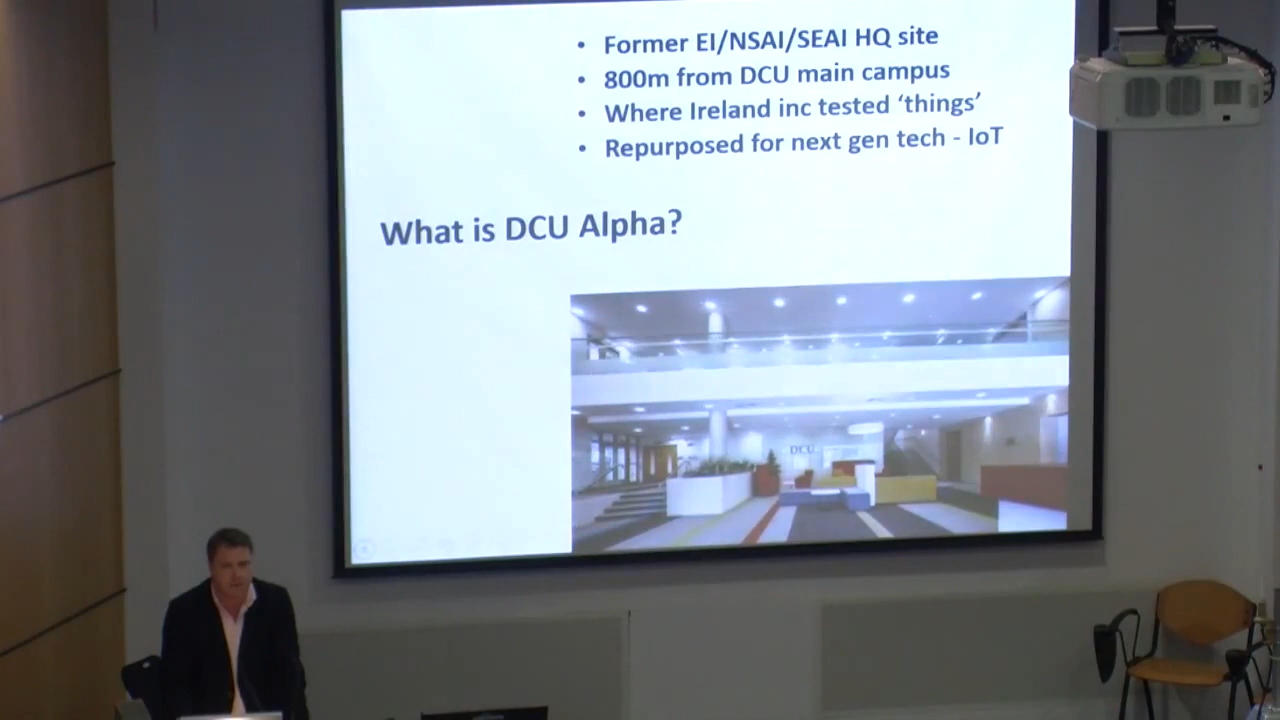 • Former EI/NSAI/SEAI HQ site
• 800m from DCU main campus
• Where Ireland inc tested ‘things’
• Repurposed for next gen tech - IoT
What is DCU Alpha?
DCU